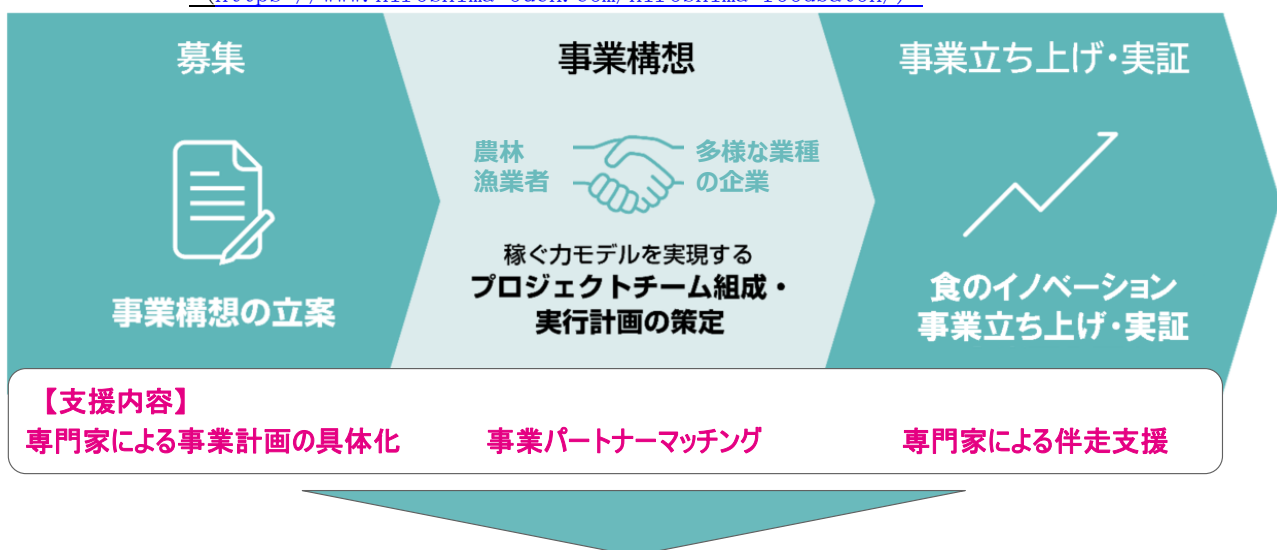 募集
事業構想
事業立ち上げ・実証
農林
漁業者
多様な業種
の企業
稼ぐ力モデルを実現する
プロジェクトチーム組成・
実行計画の策定
事業構想の立案
食のイノベーション
事業立ち上げ・実証
【支援内容】
専門家による事業計画の具体化
事業パートナーマッチング
専門家による伴走支援